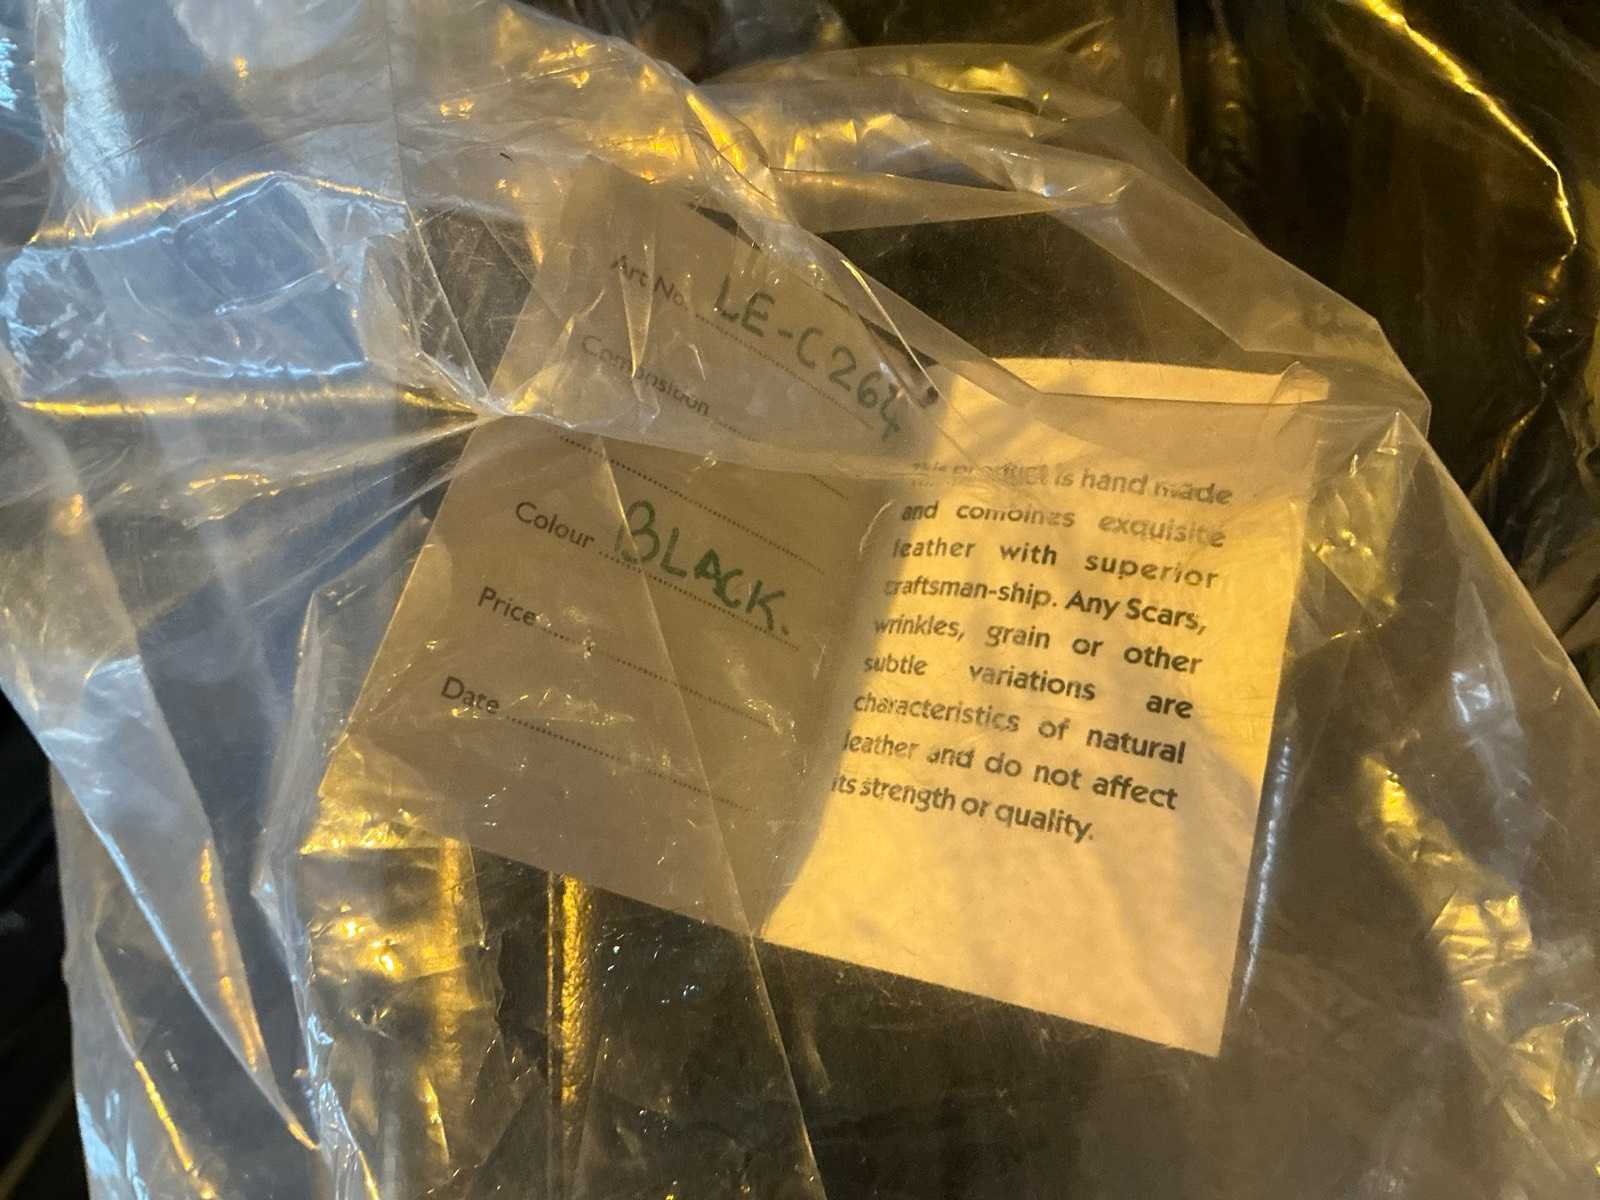 Art No. LE-C264
Composition
Colour BLACK.
Price
Date
This product is hand made
and combines exquisite
leather with superior
craftsman-ship. Any Scars,
wrinkles, grain or other
subtle variations are
characteristics of natural
leather and do not affect
its strength or quality.